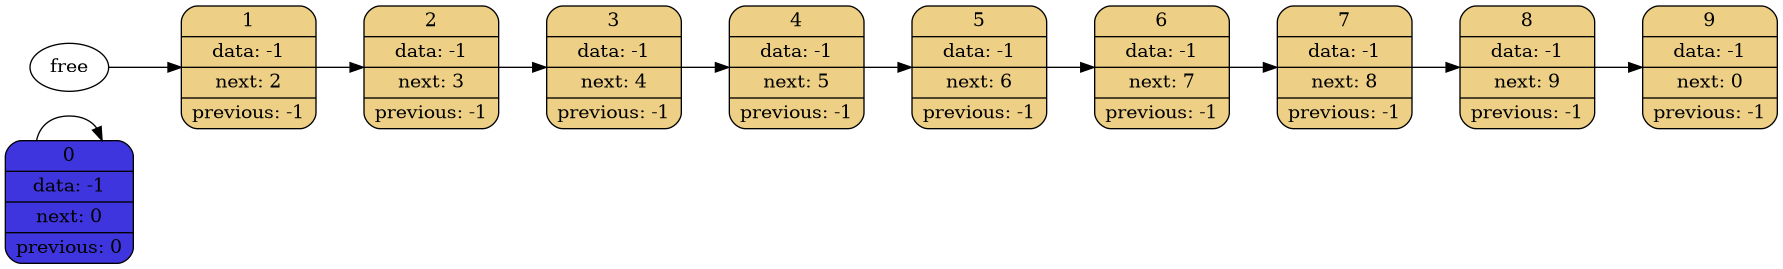 free
1
data: -1
next: 2
previous: -1
2
data: -1
next: 3
previous: -1
3
data: -1
next: 4
previous: -1
4
data: -1
next: 5
previous: -1
5
data: -1
next: 6
previous: -1
6
data: -1
next: 7
previous: -1
7
data: -1
next: 8
previous: -1
8
data: -1
next: 9
previous: -1
9
data: -1
next: 0
previous: -1
0
data: -1
next: 0
previous: 0